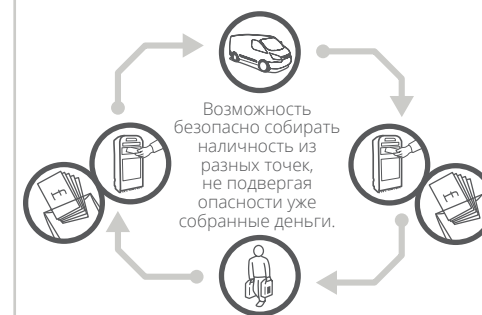 Возможность
безопасно собирать
наличность из
разных точек,
не подвергая
опасности уже
собранные деньги.
£
£